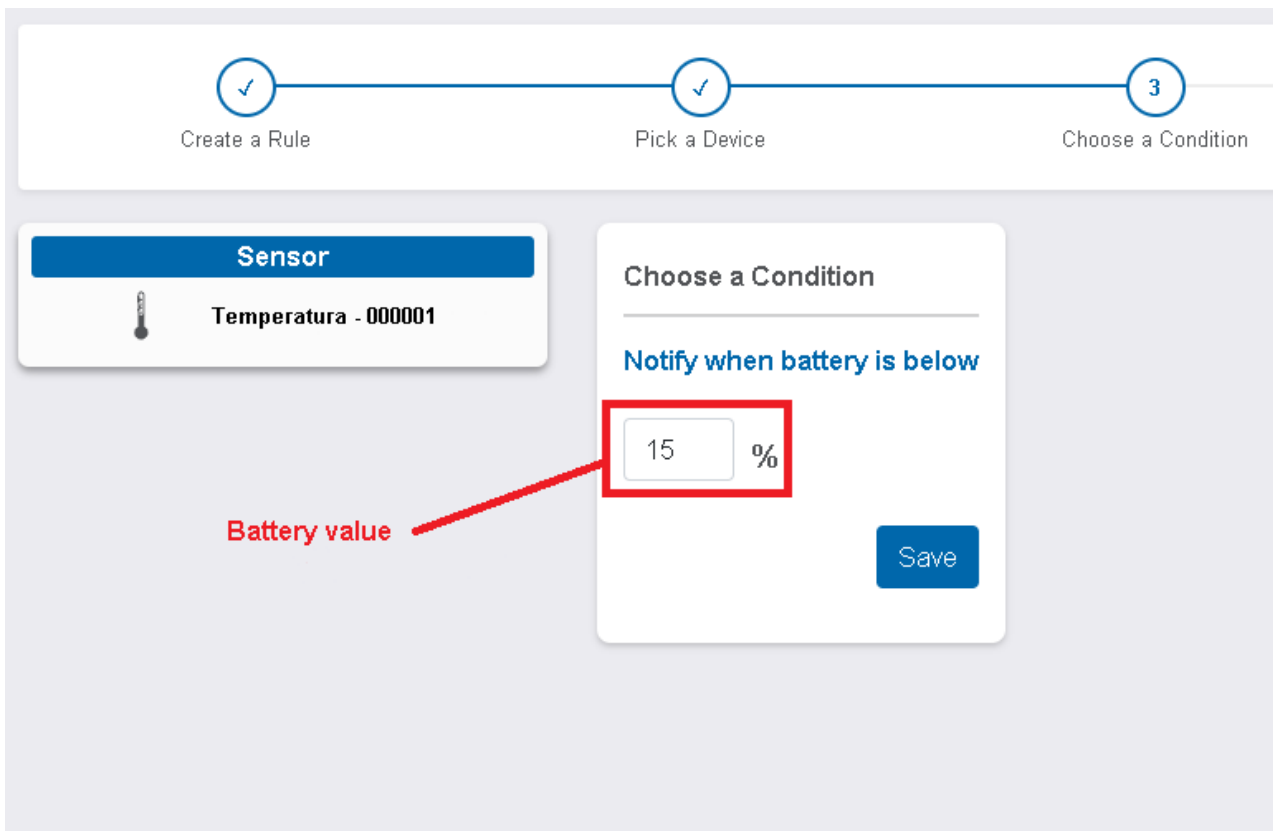 3
Create a Rule
Pick a Device
Choose a Condition
Sensor
Temperatura - 000001
Choose a Condition
Notify when battery is below
15 %
Battery value
Save